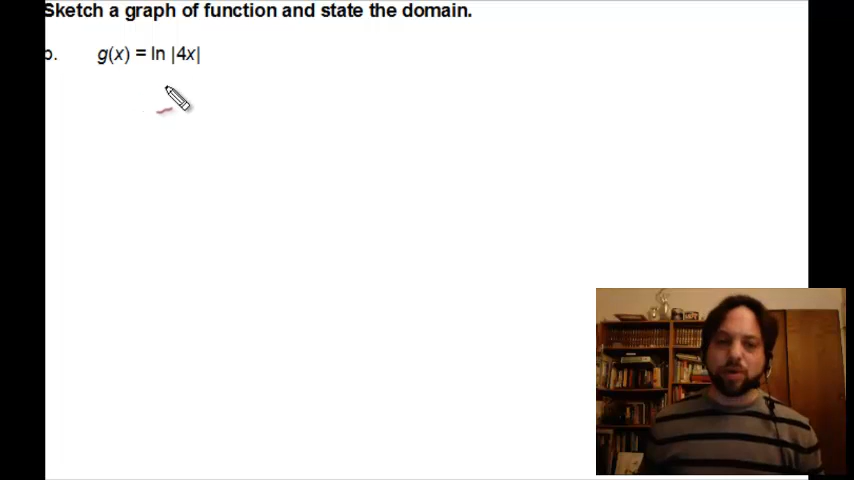 Sketch a graph of function and state the domain.
b. g(x) = ln |4x|